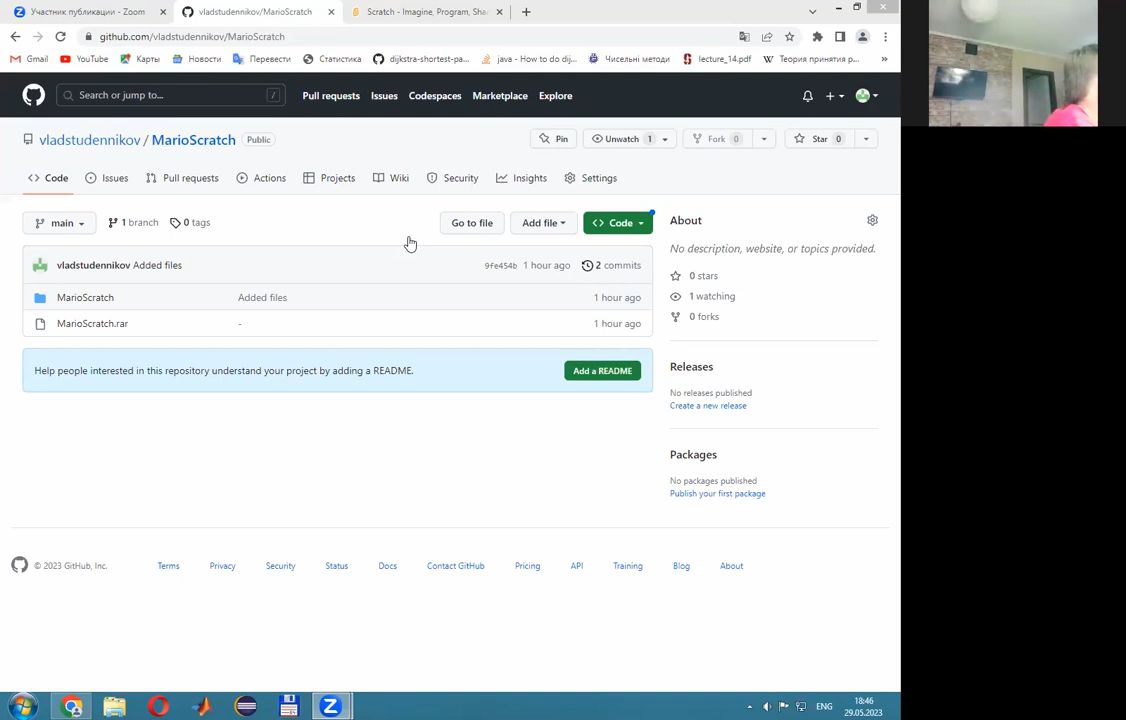 Участник публикации - Zoom
vladstudennikov/MarioScratch
Scratch - Imagine, Program, Sha
github.com/vladstudennikov/MarioScratch
Gmail
YouTube
Карты
Новости
Перевести
Статистика
dijkstra-shortest-pa...
java - How to do dij...
Чисельні методи
lecture_14.pdf
Теория принятия р...
Search or jump to...
/
Pull requests
Issues
Codespaces
Marketplace
Explore
vladstudennikov / MarioScratch
Public
Pin
Unwatch 1
Fork 0
Star 0
Code
Issues
Pull requests
Actions
Projects
Wiki
Security
Insights
Settings
main
1 branch
0 tags
Go to file
Add file
Code
About
No description, website, or topics provided.
vladstudennikov Added files
9fe454b 1 hour ago
2 commits
0 stars
MarioScratch
Added files
1 hour ago
1 watching
MarioScratch.rar
-
1 hour ago
0 forks
Help people interested in this repository understand your project by adding a README.
Add a README
Releases
No releases published
Create a new release
Packages
No packages published
Publish your first package
© 2023 GitHub, Inc.
Terms
Privacy
Security
Status
Docs
Contact GitHub
Pricing
API
Training
Blog
About
ENG
18:46
29.05.2023